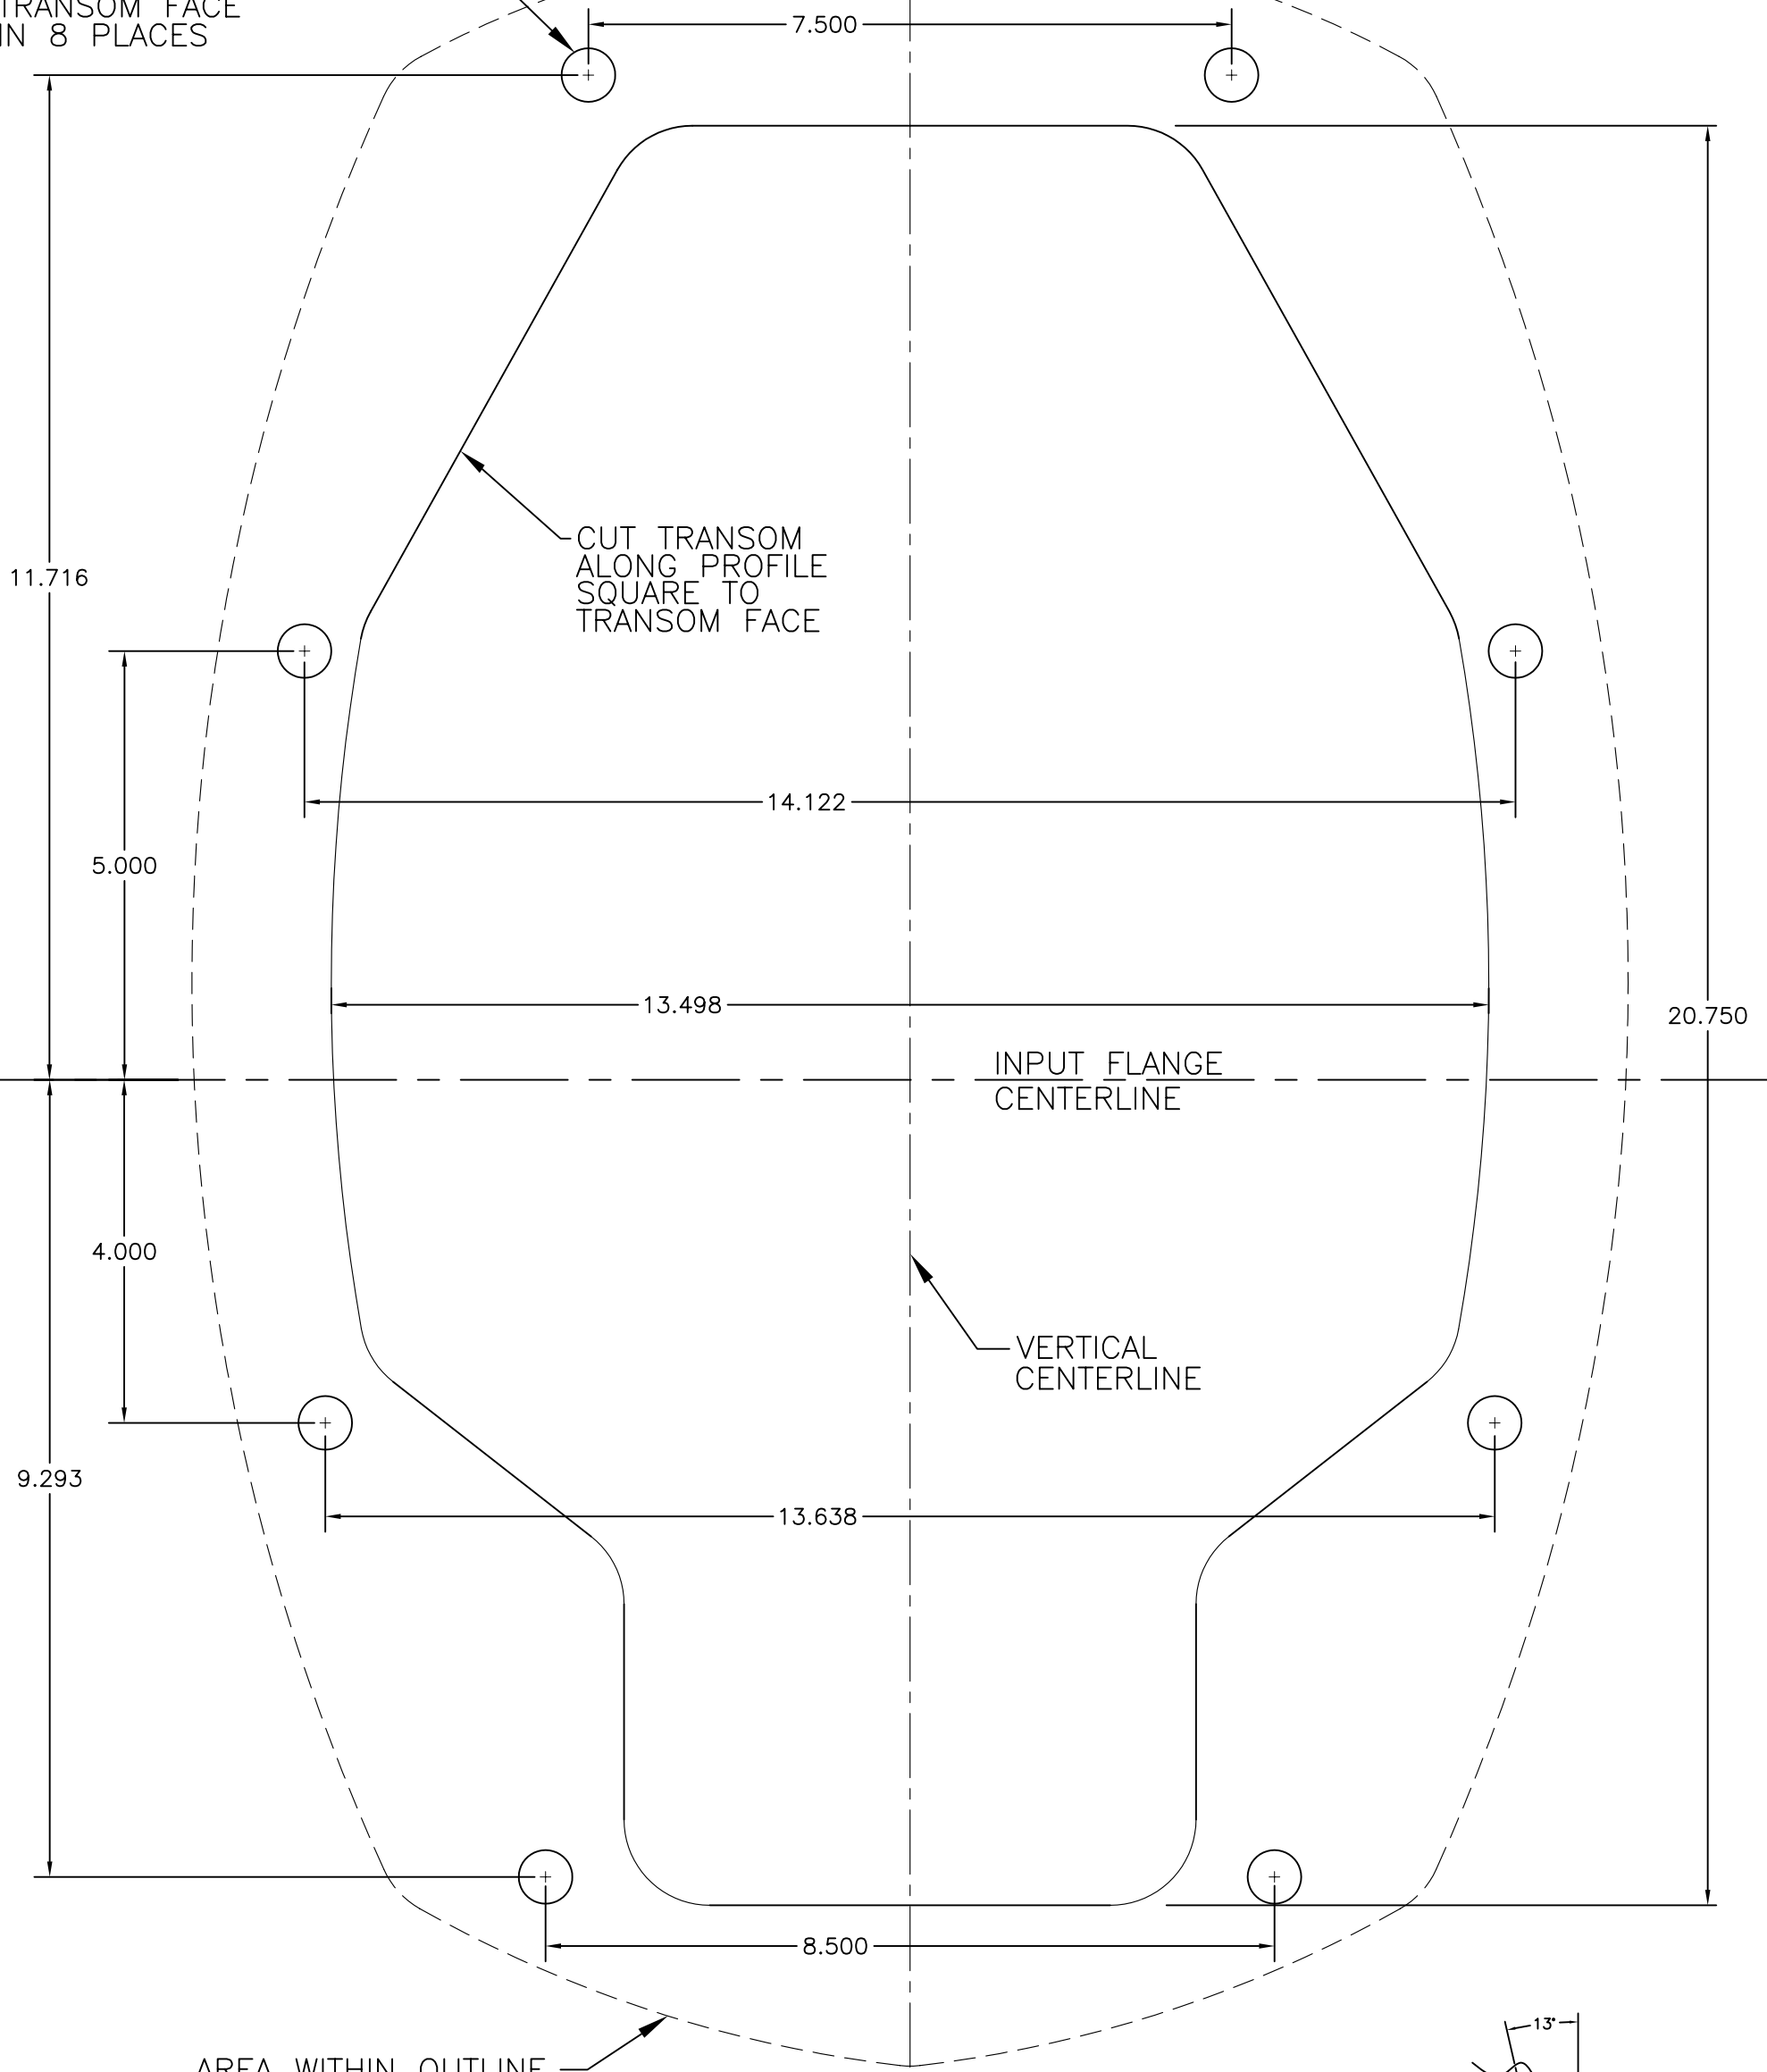 TRANSOM FACE
IN 8 PLACES
7.500
CUT TRANSOM
ALONG PROFILE
SQUARE TO
TRANSOM FACE
11.716
14.122
5.000
13.498
20.750
INPUT FLANGE
CENTERLINE
4.000
VERTICAL
CENTERLINE
9.293
13.638
8.500
13°
AREA WITHIN OUTLINE